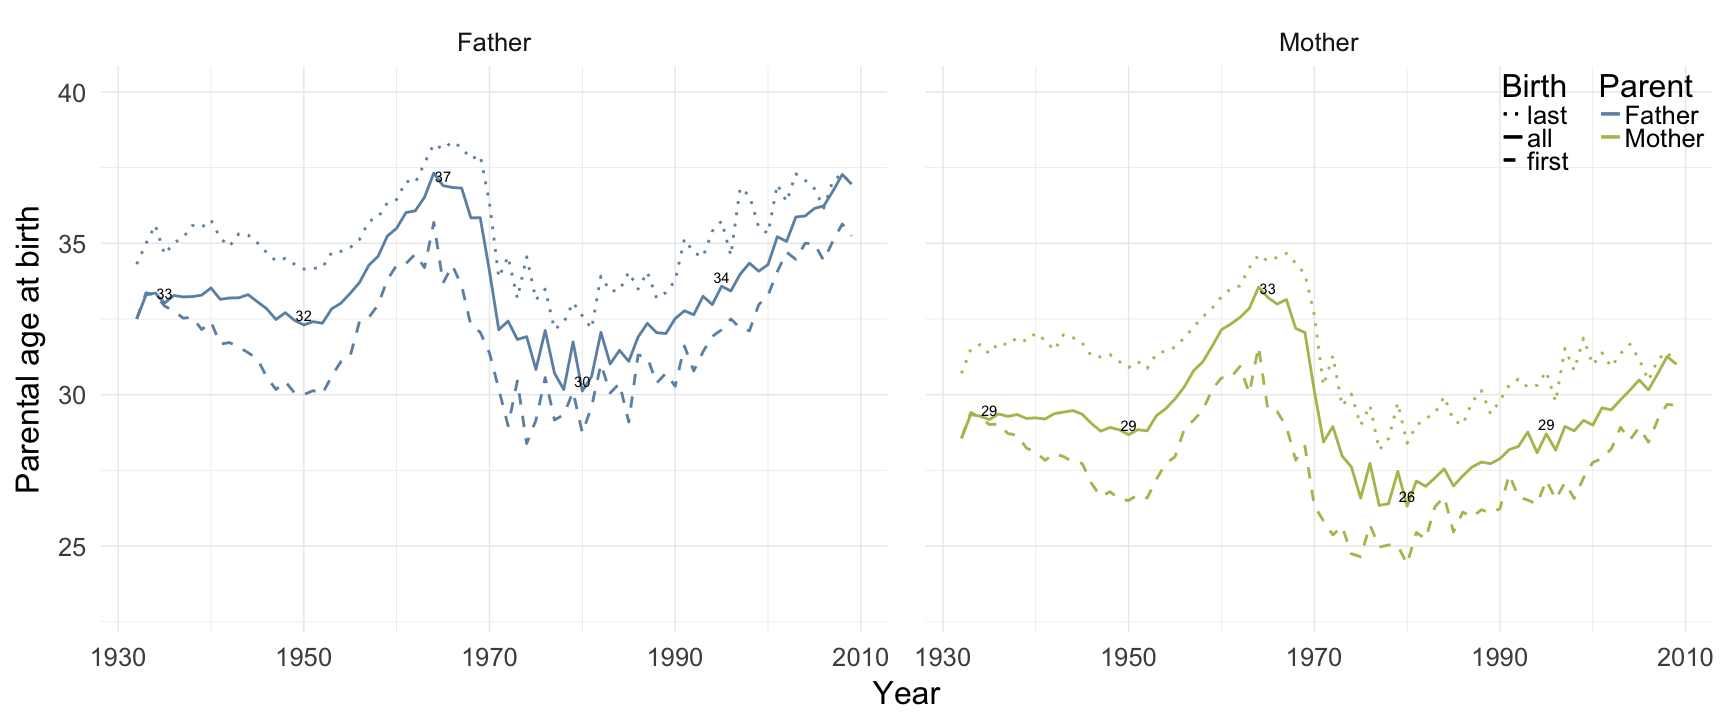 Father
Mother
Parental age at birth
40
35
30
25
33
32
37
30
34
29
29
33
26
29
Birth
last
all
first
Parent
Father
Mother
1930 1950 1970 1990 2010
1930 1950 1970 1990 2010
Year